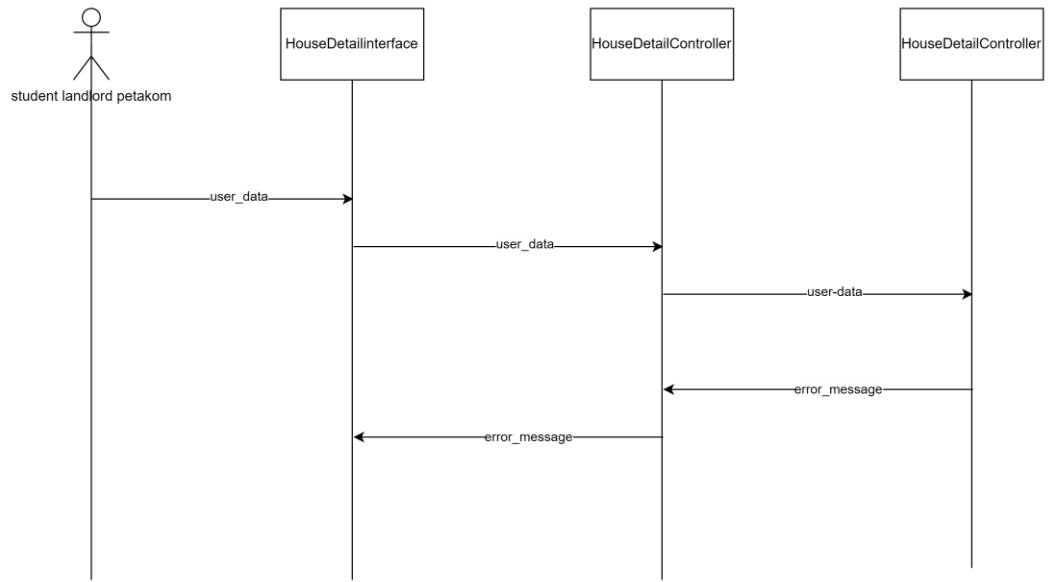 HouseDetailinterface
HouseDetailController
HouseDetailController
student landlord petakom
user_data
user_data
user-data
error_message
error_message